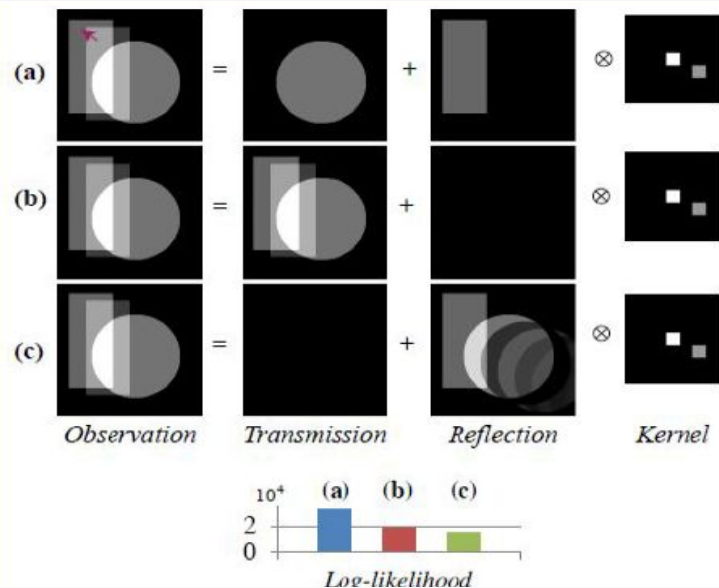 (a) = + ⊗
(b) = + ⊗
(c) = + ⊗
Observation Transmission Reflection Kernel
10⁴ (a) (b) (c)
2
0
Log-likelihood